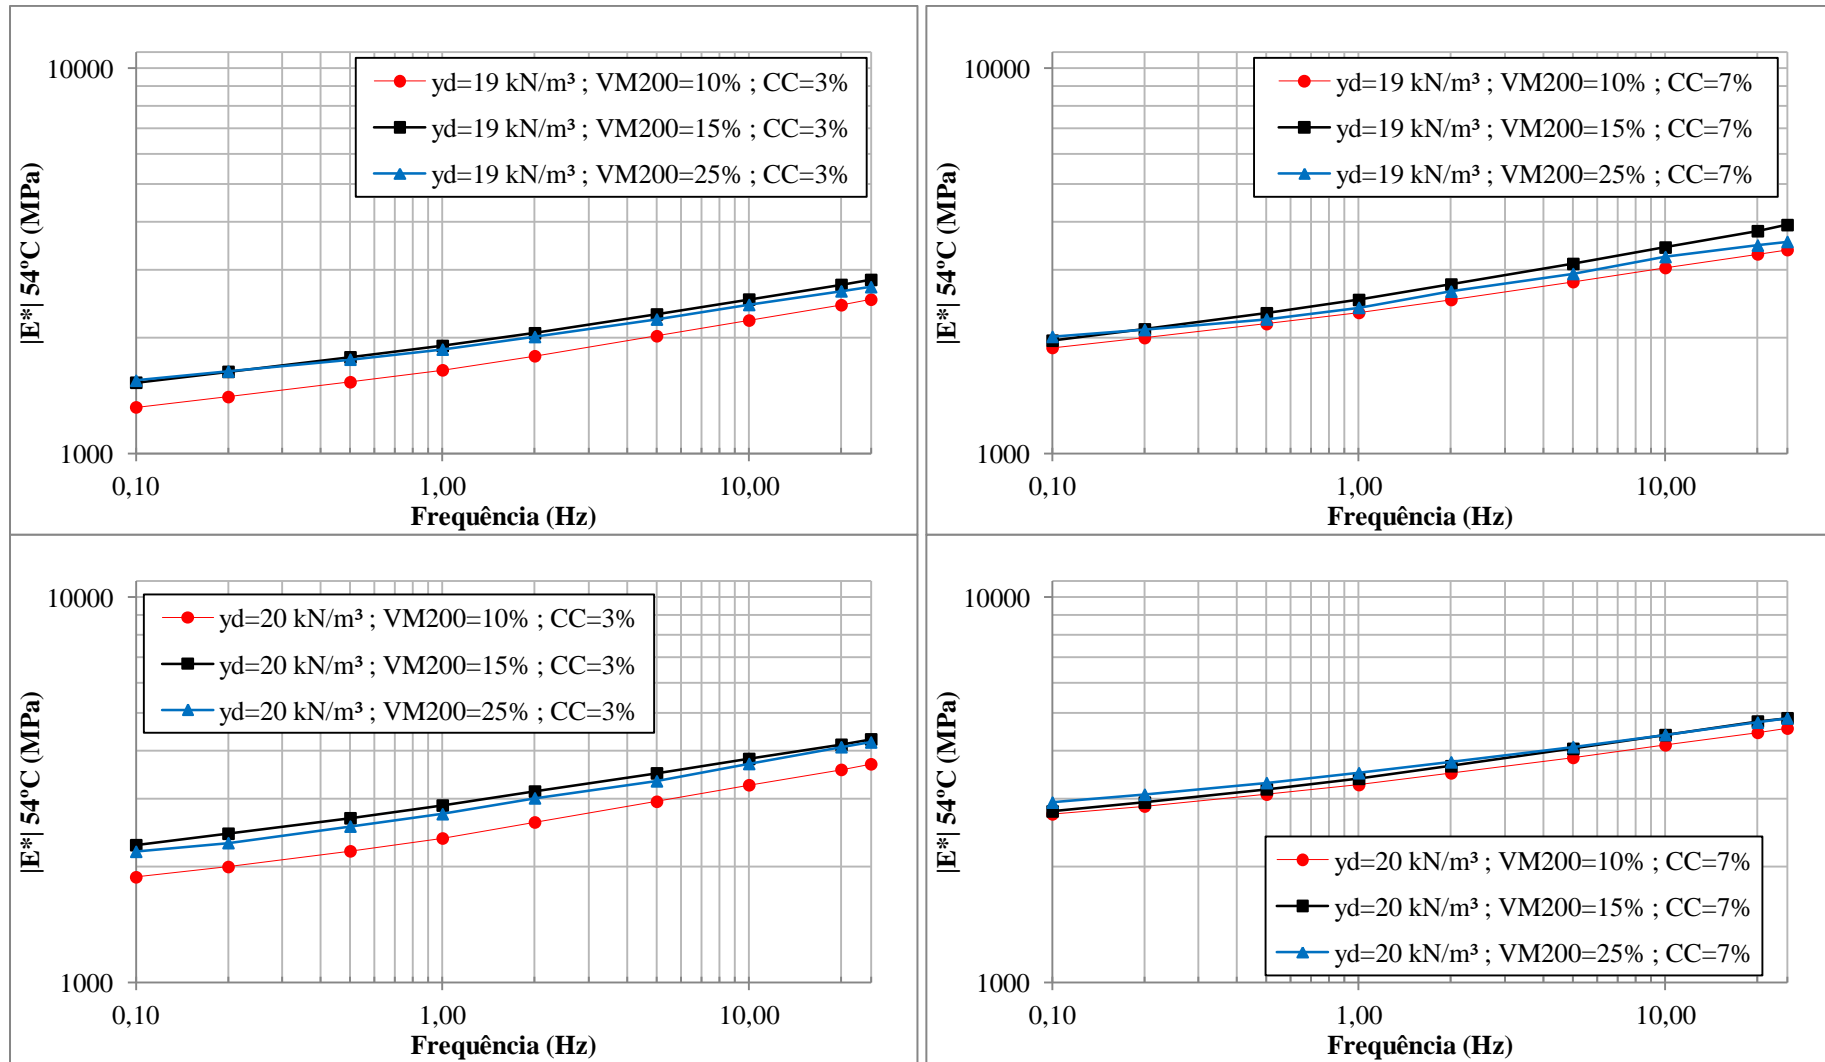 10000
yd=19 kN/m³ ; VM200=10% ; CC=3%
yd=19 kN/m³ ; VM200=15% ; CC=3%
yd=19 kN/m³ ; VM200=25% ; CC=3%
|E*| 54ºC (MPa)
1000
0,10
1,00
10,00
Frequência (Hz)
10000
yd=19 kN/m³ ; VM200=10% ; CC=7%
yd=19 kN/m³ ; VM200=15% ; CC=7%
yd=19 kN/m³ ; VM200=25% ; CC=7%
|E*| 54ºC (MPa)
1000
0,10
1,00
10,00
Frequência (Hz)
10000
yd=20 kN/m³ ; VM200=10% ; CC=3%
yd=20 kN/m³ ; VM200=15% ; CC=3%
yd=20 kN/m³ ; VM200=25% ; CC=3%
|E*| 54ºC (MPa)
1000
0,10
1,00
10,00
Frequência (Hz)
10000
|E*| 54ºC (MPa)
yd=20 kN/m³ ; VM200=10% ; CC=7%
yd=20 kN/m³ ; VM200=15% ; CC=7%
yd=20 kN/m³ ; VM200=25% ; CC=7%
1000
0,10
1,00
10,00
Frequência (Hz)